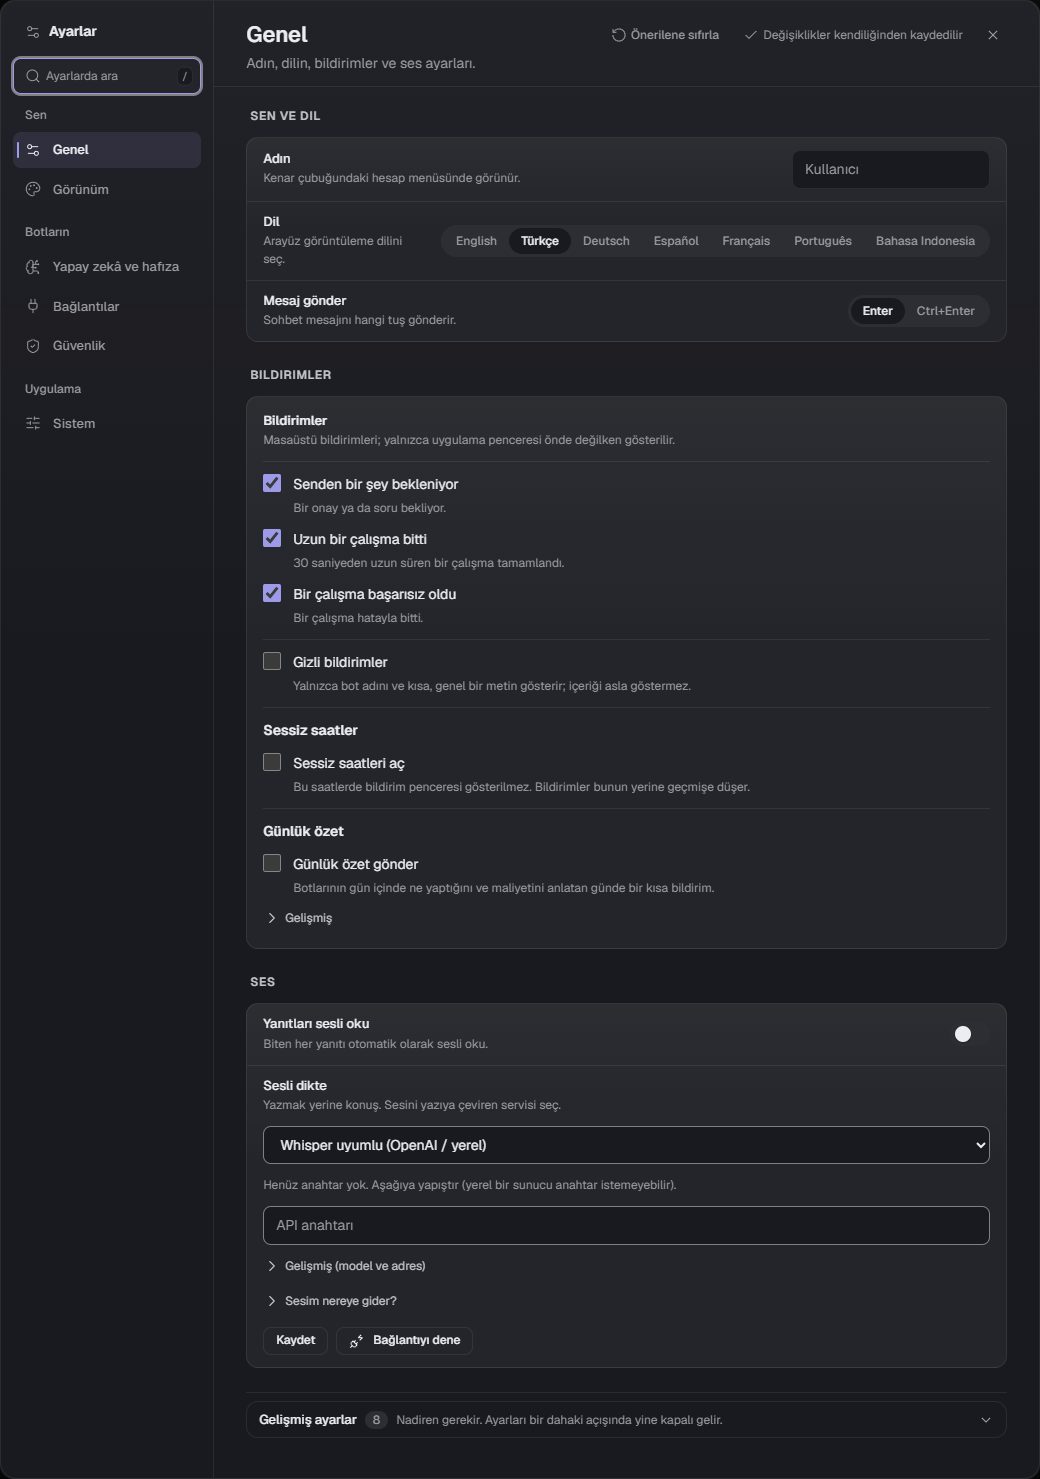 Ayarlar
Ayarlarda ara /
Sen
Genel
Görünüm
Botların
Yapay zekâ ve hafıza
Bağlantılar
Güvenlik
Uygulama
Sistem
Genel
Önerilene sıfırla
Değişiklikler kendiliğinden kaydedilir
Adın, dilin, bildirimler ve ses ayarları.
SEN VE DIL
Adın
Kenar çubuğundaki hesap menüsünde görünür.
Kullanıcı
Dil
Arayüz görüntüleme dilini
seç.
English Türkçe Deutsch Español Français Português Bahasa Indonesia
Mesaj gönder
Sohbet mesajını hangi tuş gönderir.
Enter Ctrl+Enter
BILDIRIMLER
Bildirimler
Masaüstü bildirimleri; yalnızca uygulama penceresi önde değilken gösterilir.
Senden bir şey bekleniyor
Bir onay ya da soru bekliyor.
Uzun bir çalışma bitti
30 saniyeden uzun süren bir çalışma tamamlandı.
Bir çalışma başarısız oldu
Bir çalışma hatayla bitti.
Gizli bildirimler
Yalnızca bot adını ve kısa, genel bir metin gösterir; içeriği asla göstermez.
Sessiz saatler
Sessiz saatleri aç
Bu saatlerde bildirim penceresi gösterilmez. Bildirimler bunun yerine geçmişe düşer.
Günlük özet
Günlük özet gönder
Botlarının gün içinde ne yaptığını ve maliyetini anlatan günde bir kısa bildirim.
Gelişmiş
SES
Yanıtları sesli oku
Biten her yanıtı otomatik olarak sesli oku.
Sesli dikte
Yazmak yerine konuş. Sesini yazıya çeviren servisi seç.
Whisper uyumlu (OpenAI / yerel)
Henüz anahtar yok. Aşağıya yapıştır (yerel bir sunucu anahtar istemeyebilir).
API anahtarı
Gelişmiş (model ve adres)
Sesim nereye gider?
Kaydet
Bağlantıyı dene
Gelişmiş ayarlar 8 Nadiren gerekir. Ayarları bir dahaki açışında yine kapalı gelir.